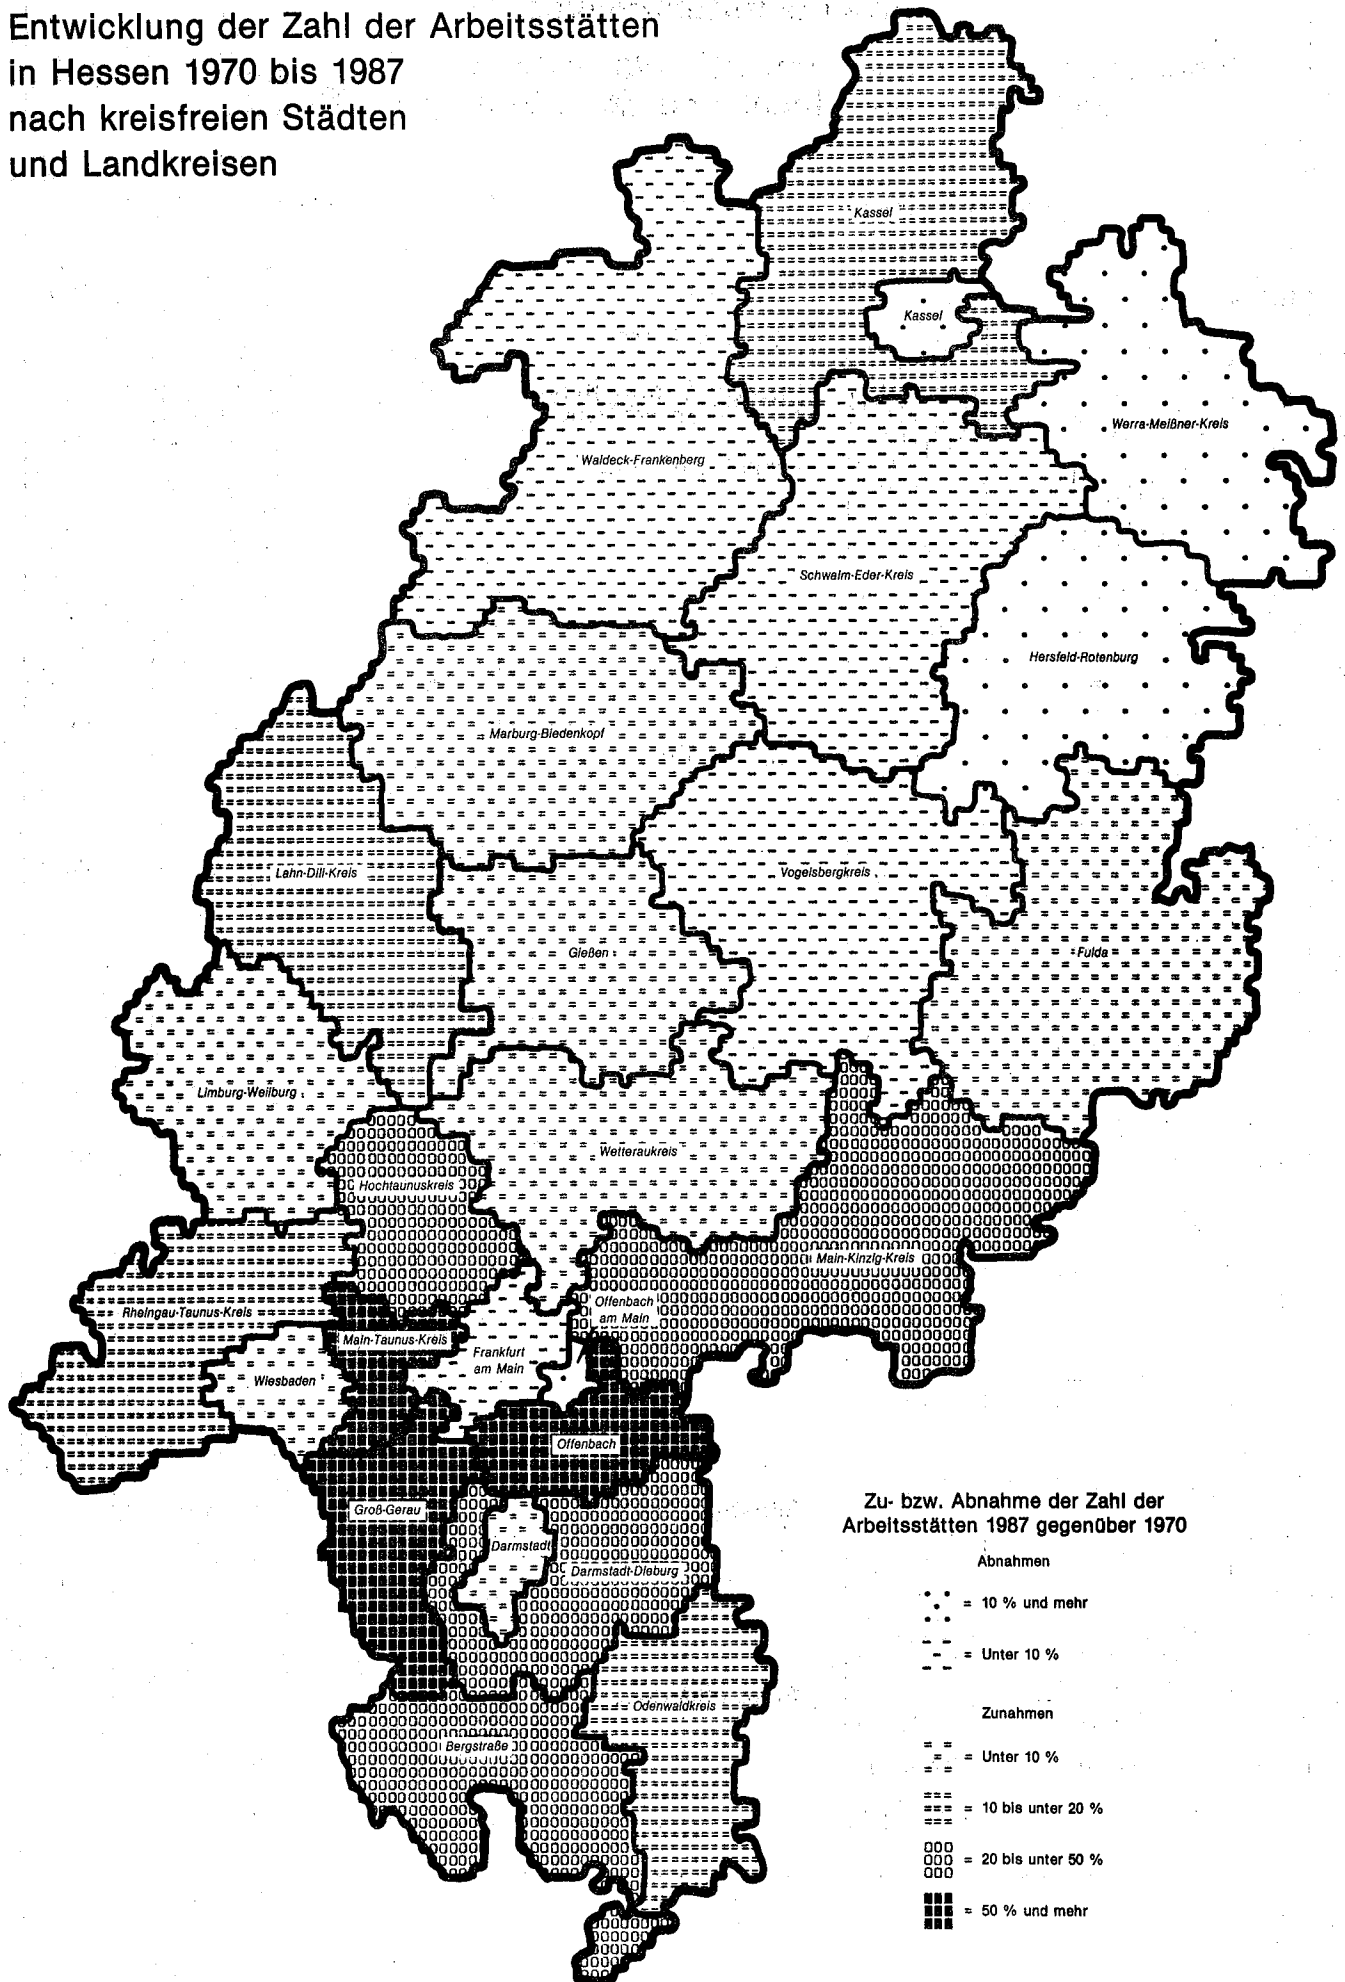 Entwicklung der Zahl der Arbeitsstätten
in Hessen 1970 bis 1987
nach kreisfreien Städten
und Landkreisen
Kassel
Kassel
Werra-Meißner-Kreis
Waldeck-Frankenberg
Schwalm-Eder-Kreis
Hersfeld-Rotenburg
Marburg-Biedenkopf
Lahn-Dill-Kreis
Vogelsbergkreis
Gießen
Fulda
Limburg-Weilburg
Wetteraukreis
Hochtaunuskreis
Main-Kinzig-Kreis
Rheingau-Taunus-Kreis
Offenbach
am Main
Main-Taunus-Kreis
Frankfurt
am Main
Wiesbaden
Offenbach
Groß-Gerau
Darmstadt
Darmstadt-Dieburg
Odenwaldkreis
Bergstraße
Zu- bzw. Abnahme der Zahl der
Arbeitsstätten 1987 gegenüber 1970
Abnahmen
= 10 % und mehr
= Unter 10 %
Zunahmen
= Unter 10 %
= 10 bis unter 20 %
= 20 bis unter 50 %
= 50 % und mehr